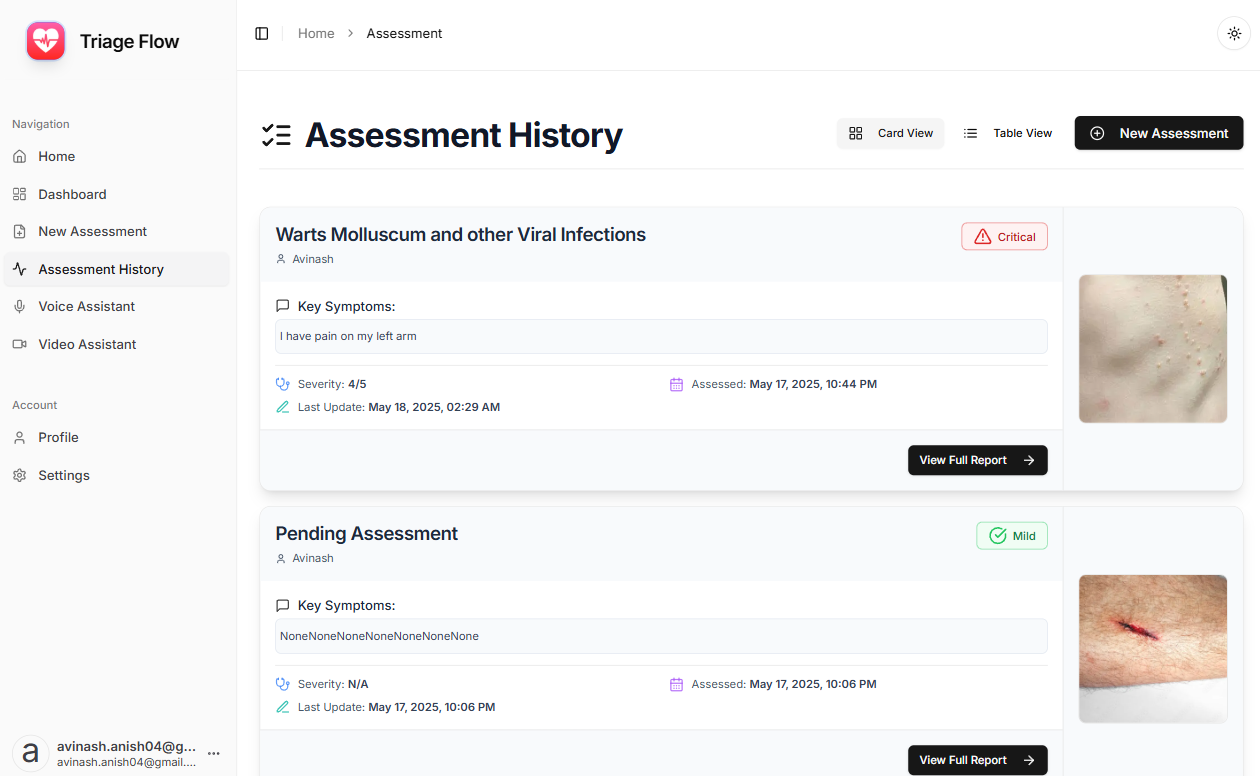 Triage Flow
Home
Assessment
Navigation
Home
Dashboard
New Assessment
Assessment History
Voice Assistant
Video Assistant
Account
Profile
Settings
a
avinash.anish04@g...
avinash.anish04@gmail....
Assessment History
Card View
Table View
New Assessment
Warts Molluscum and other Viral Infections
Critical
Avinash
Key Symptoms:
I have pain on my left arm
Severity: 4/5
Assessed: May 17, 2025, 10:44 PM
Last Update: May 18, 2025, 02:29 AM
View Full Report
Pending Assessment
Mild
Avinash
Key Symptoms:
NoneNoneNoneNoneNoneNoneNone
Severity: N/A
Assessed: May 17, 2025, 10:06 PM
Last Update: May 17, 2025, 10:06 PM
View Full Report